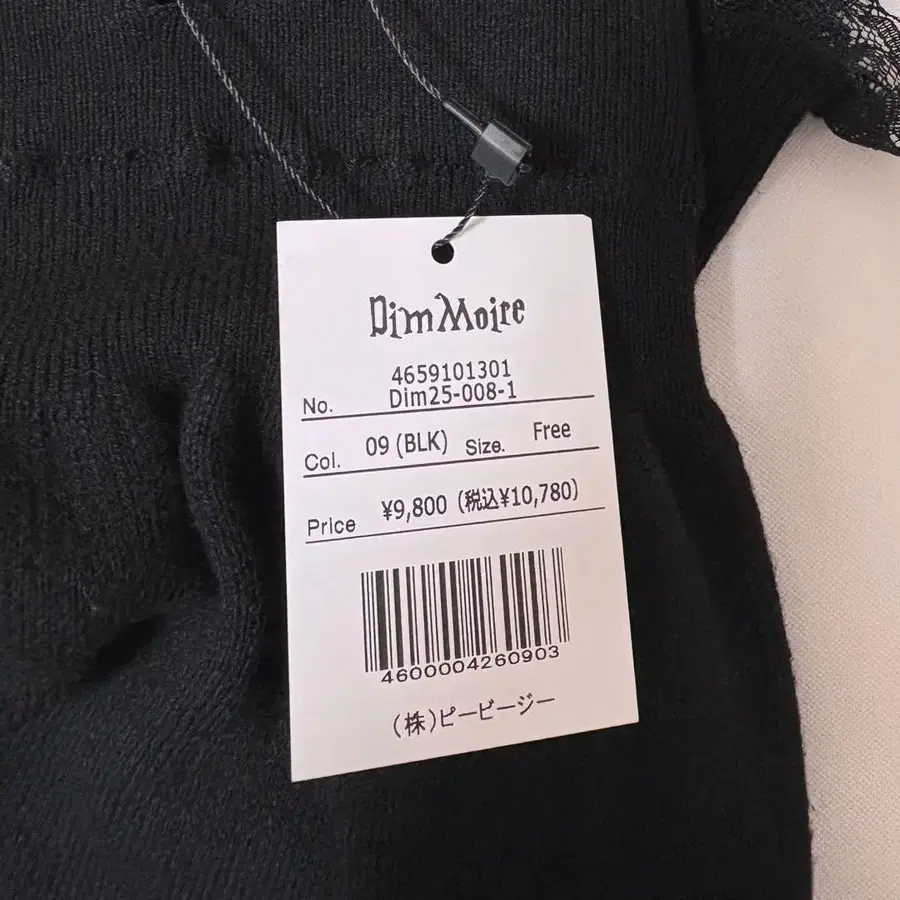 Dim Moire
4659101301
No. Dim25-008-1
Col. 09 (BLK) Size. Free
Price ¥9,800 (税込¥10,780)
4600004260903
(株)ピービージー